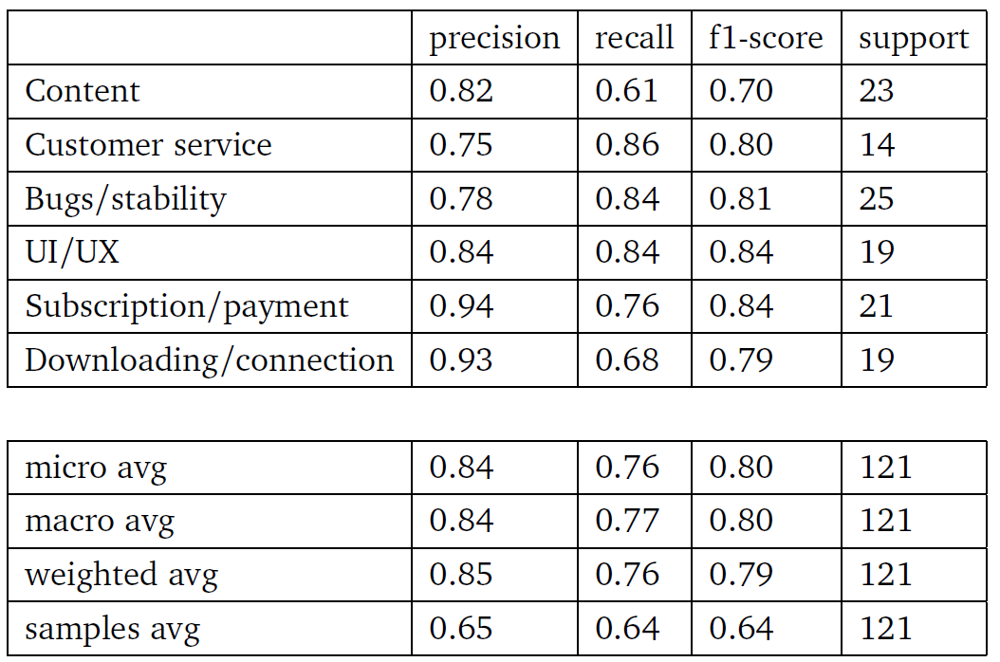 precision recall f1-score support
Content 0.82 0.61 0.70 23
Customer service 0.75 0.86 0.80 14
Bugs/stability 0.78 0.84 0.81 25
UI/UX 0.84 0.84 0.84 19
Subscription/payment 0.94 0.76 0.84 21
Downloading/connection 0.93 0.68 0.79 19
micro avg 0.84 0.76 0.80 121
macro avg 0.84 0.77 0.80 121
weighted avg 0.85 0.76 0.79 121
samples avg 0.65 0.64 0.64 121